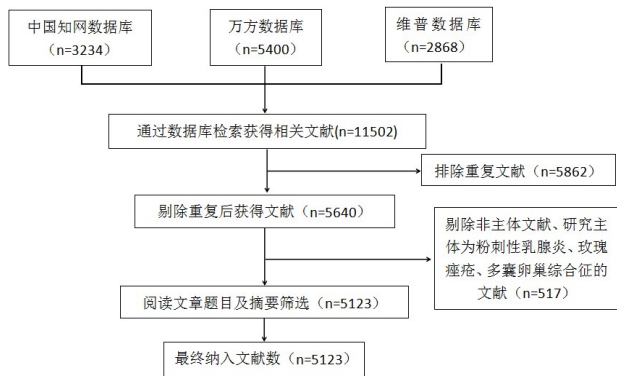 中国知网数据库
（n=3234）
万方数据库
（n=5400）
维普数据库
（n=2868）
通过数据库检索获得相关文献(n=11502)
排除重复文献（n=5862）
剔除重复后获得文献（n=5640）
剔除非主体文献、研究主
体为粉刺性乳腺炎、玫瑰
痤疮、多囊卵巢综合征的
文献（n=517）
阅读文章题目及摘要筛选（n=5123）
最终纳入文献数（n=5123）